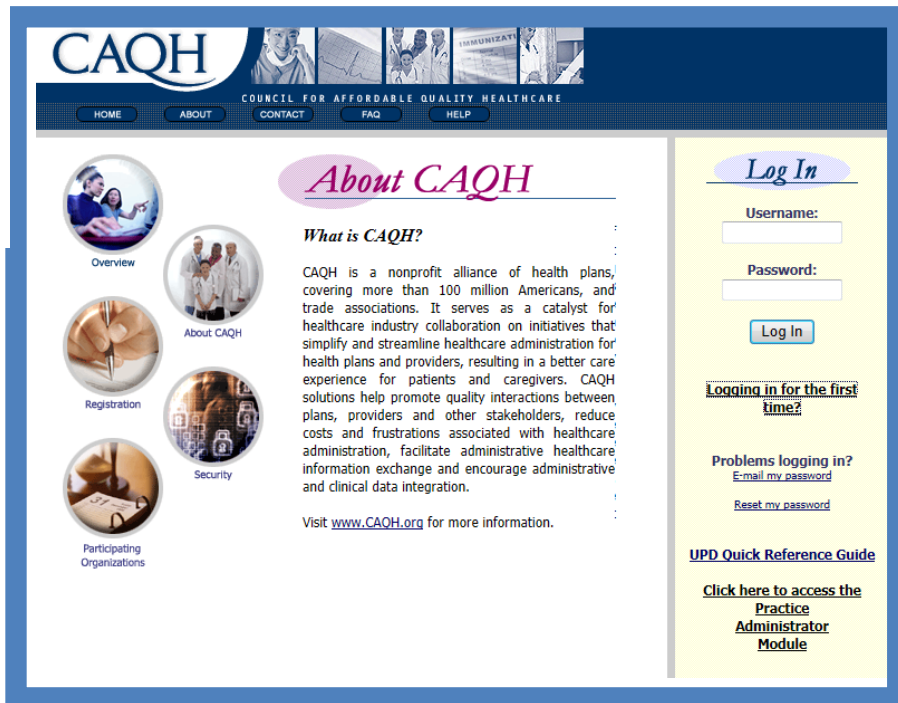 CAQH
IMMUNIZATI
COUNCIL FOR AFFORDABLE QUALITY HEALTHCARE
HOME ABOUT CONTACT FAQ HELP
Overview
About CAQH
Registration
Security
31
Participating
Organizations
About CAQH
What is CAQH?
CAQH is a nonprofit alliance of health plans,
covering more than 100 million Americans, and
trade associations. It serves as a catalyst for
healthcare industry collaboration on initiatives that
simplify and streamline healthcare administration for
health plans and providers, resulting in a better care
experience for patients and caregivers. CAQH
solutions help promote quality interactions between
plans, providers and other stakeholders, reduce
costs and frustrations associated with healthcare
administration, facilitate administrative healthcare
information exchange and encourage administrative
and clinical data integration.
Visit www.CAQH.org for more information.
Log In
Username:
Password:
Log In
Logging in for the first
time?
Problems logging in?
E-mail my password
Reset my password
UPD Quick Reference Guide
Click here to access the
Practice
Administrator
Module